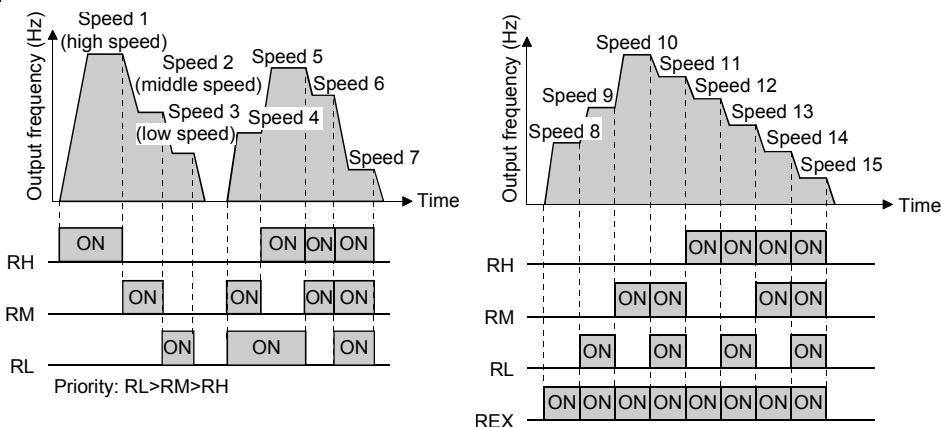 Output frequency (Hz)
Speed 1
(high speed)
Speed 2
(middle speed)
Speed 3
(low speed)
Speed 4
Speed 5
Speed 6
Speed 7
Time
RH
ON
ON
ON
ON
RM
ON
ON
ON
ON
RL
ON
ON
ON
Priority: RL>RM>RH
Output frequency (Hz)
Speed 8
Speed 9
Speed 10
Speed 11
Speed 12
Speed 13
Speed 14
Speed 15
Time
RH
ON ON ON ON
RM
ON ON
ON ON
RL
ON
ON
ON
ON
REX
ON ON ON ON ON ON ON ON